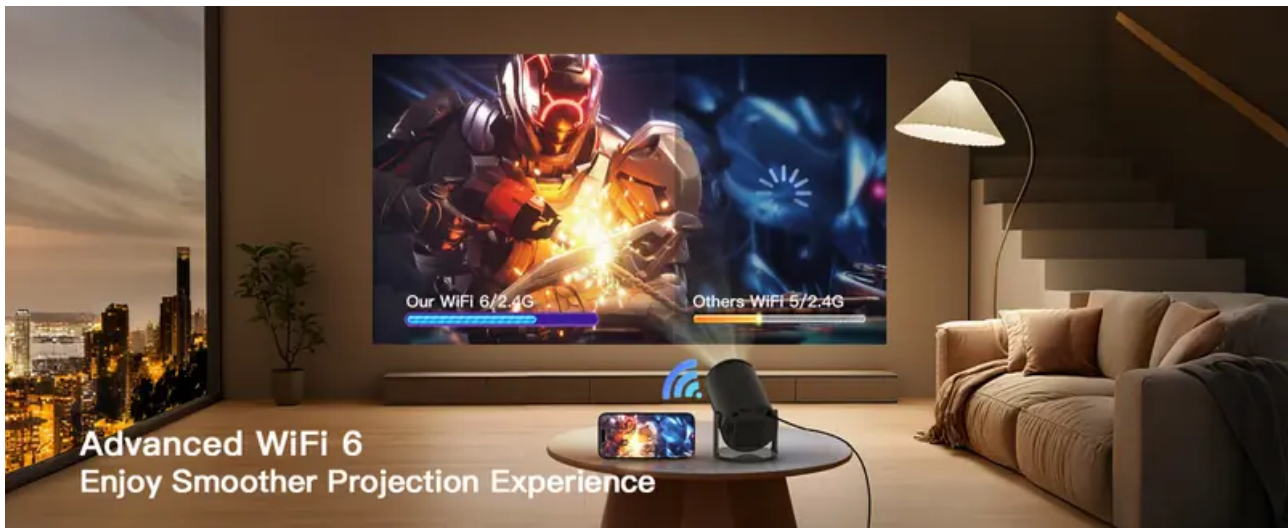 Our WiFi 6/2.4G
Others WiFi 5/2.4G
Advanced WiFi 6
Enjoy Smoother Projection Experience